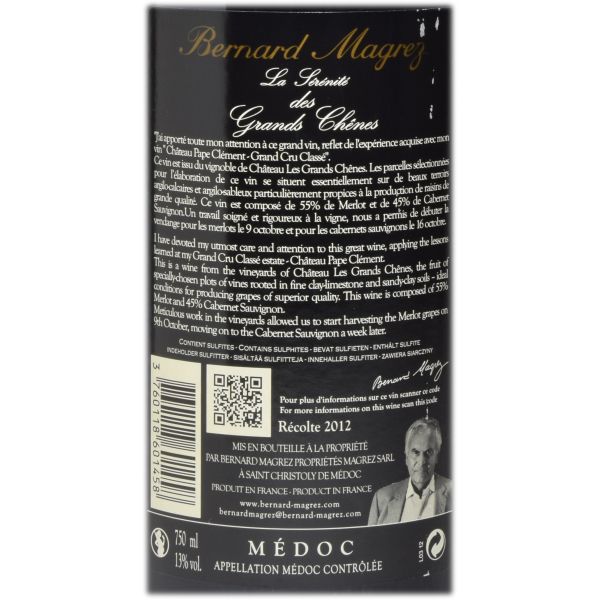 Bernard Magrez
La Sérénité
des
Grands Chênes
"J'ai apporté toute mon attention à ce grand vin, reflet de l'expérience acquise avec mon
vin " Château Pape Clément - Grand Cru Classé".
Ce vin est issu du vignoble de Château Les Grands Chênes. Les parcelles sélectionnées
pour l'élaboration de ce vin se situent essentiellement sur de beaux terroirs
argilo-calcaires et argilo-sableux particulièrement propices à la production de raisins de
grande qualité. Ce vin est composé de 55% de Merlot et de 45% de Cabernet
Sauvignon.Un travail soigné et rigoureux à la vigne, nous a permis de débuter la
vendange pour les merlots le 9 octobre et pour les cabernets sauvignons le 16 octobre.
I have devoted my utmost care and attention to this great wine, applying the lessons
learned at my Grand Cru Classé estate - Château Pape Clément.
This is a wine from the vineyards of Château Les Grands Chênes, the fruit of
specially-chosen plots of vines rooted in fine clay-limestone and sandy-clay soils – ideal
conditions for producing grapes of superior quality. This wine is composed of 55%
Merlot and 45% Cabernet Sauvignon.
Meticulous work in the vineyards allowed us to start harvesting the Merlot grapes on
9th October, moving on to the Cabernet Sauvignon a week later.
CONTIENT SULFITES - CONTAINS SULPHITES - BEVAT SULFIETEN - ENTHÄLT SULFITE
INDEHOLDER SULFITTER - SISÄLTÄÄ SULFIITTEJA - INNEHALLER SULFITER - ZAWIERA SIARCZYNY
Bernard Magrez
Pour plus d'informations sur ce vin scanner ce code
For more informations on this wine scan this code
Récolte 2012
3 760118 601458
MIS EN BOUTEILLE À LA PROPRIÉTÉ
PAR BERNARD MAGREZ PROPRIÉTÉS MAGREZ SARL
À SAINT CHRISTOLY DE MÉDOC
PRODUIT EN FRANCE - PRODUCT IN FRANCE
www.bernard-magrez.com
bernardmagrez@bernard-magrez.com
750 ml
13% vol.
MÉDOC
APPELLATION MÉDOC CONTRÔLÉE
L03 12